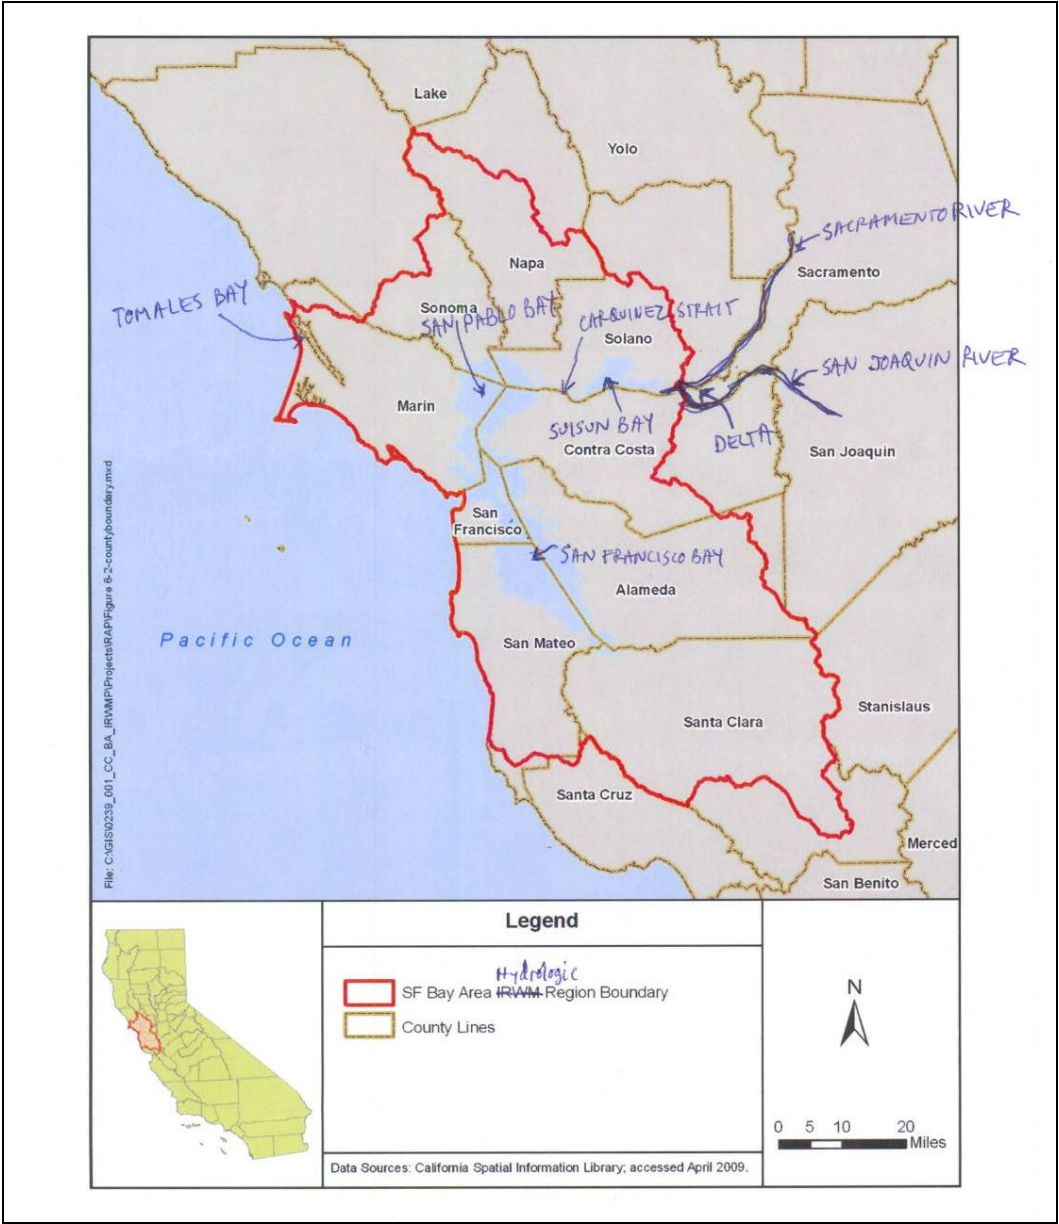 Lake
Yolo
SACRAMENTO RIVER
Napa
Sacramento
TOMALES BAY
Sonoma
SAN PABLO BAY
CARQUINEZ STRAIT
Solano
SAN JOAQUIN RIVER
Marin
SUISUN BAY
DELTA
Contra Costa
San Joaquin
San
Francisco
SAN FRANCISCO BAY
Alameda
Pacific Ocean
San Mateo
Stanislaus
Santa Clara
Santa Cruz
Merced
San Benito
File: C:\GIS\0239_001_CC_BA_IRWMP\Projects\RAP\Figure 6-2-countyboundary.mxd
Legend
Hydrologic
SF Bay Area IRWM Region Boundary
County Lines
N
0 5 10 20
Miles
Data Sources: California Spatial Information Library; accessed April 2009.